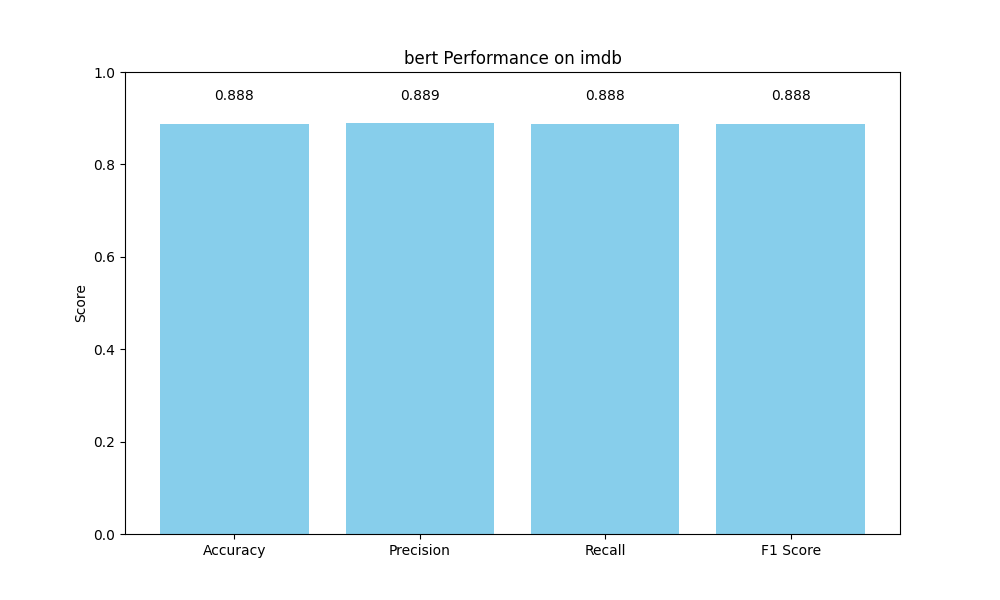 bert Performance on imdb
1.0
0.888
0.889
0.888
0.888
0.8
0.6
Score
0.4
0.2
0.0
Accuracy
Precision
Recall
F1 Score